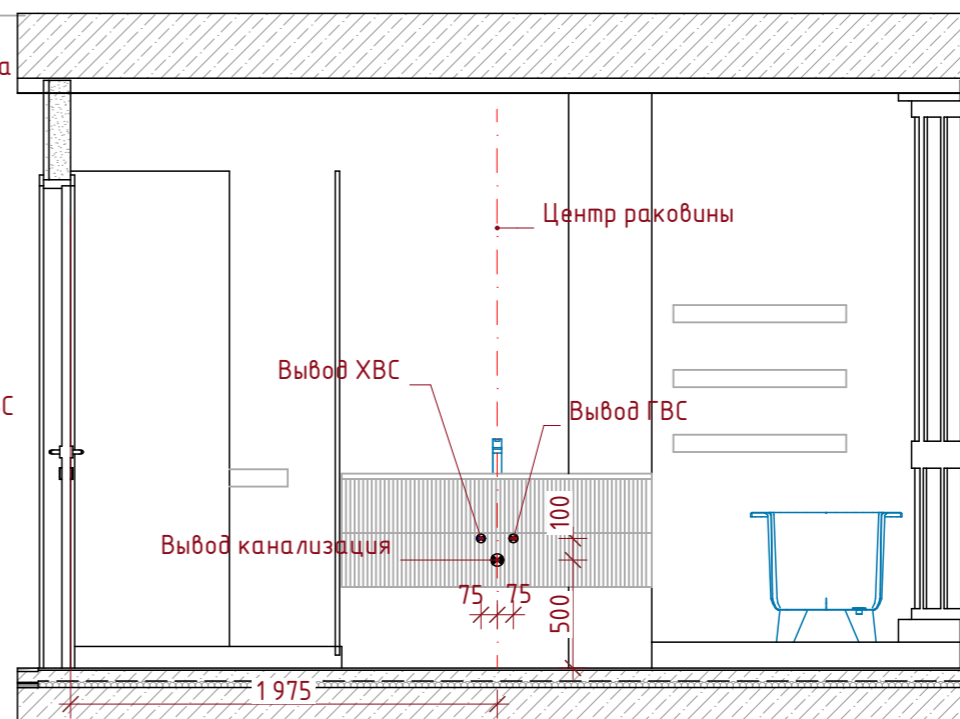 а
Центр раковины
Вывод ХВС
С
Вывод ГВС
100
Вывод канализация
75 75
500
1975